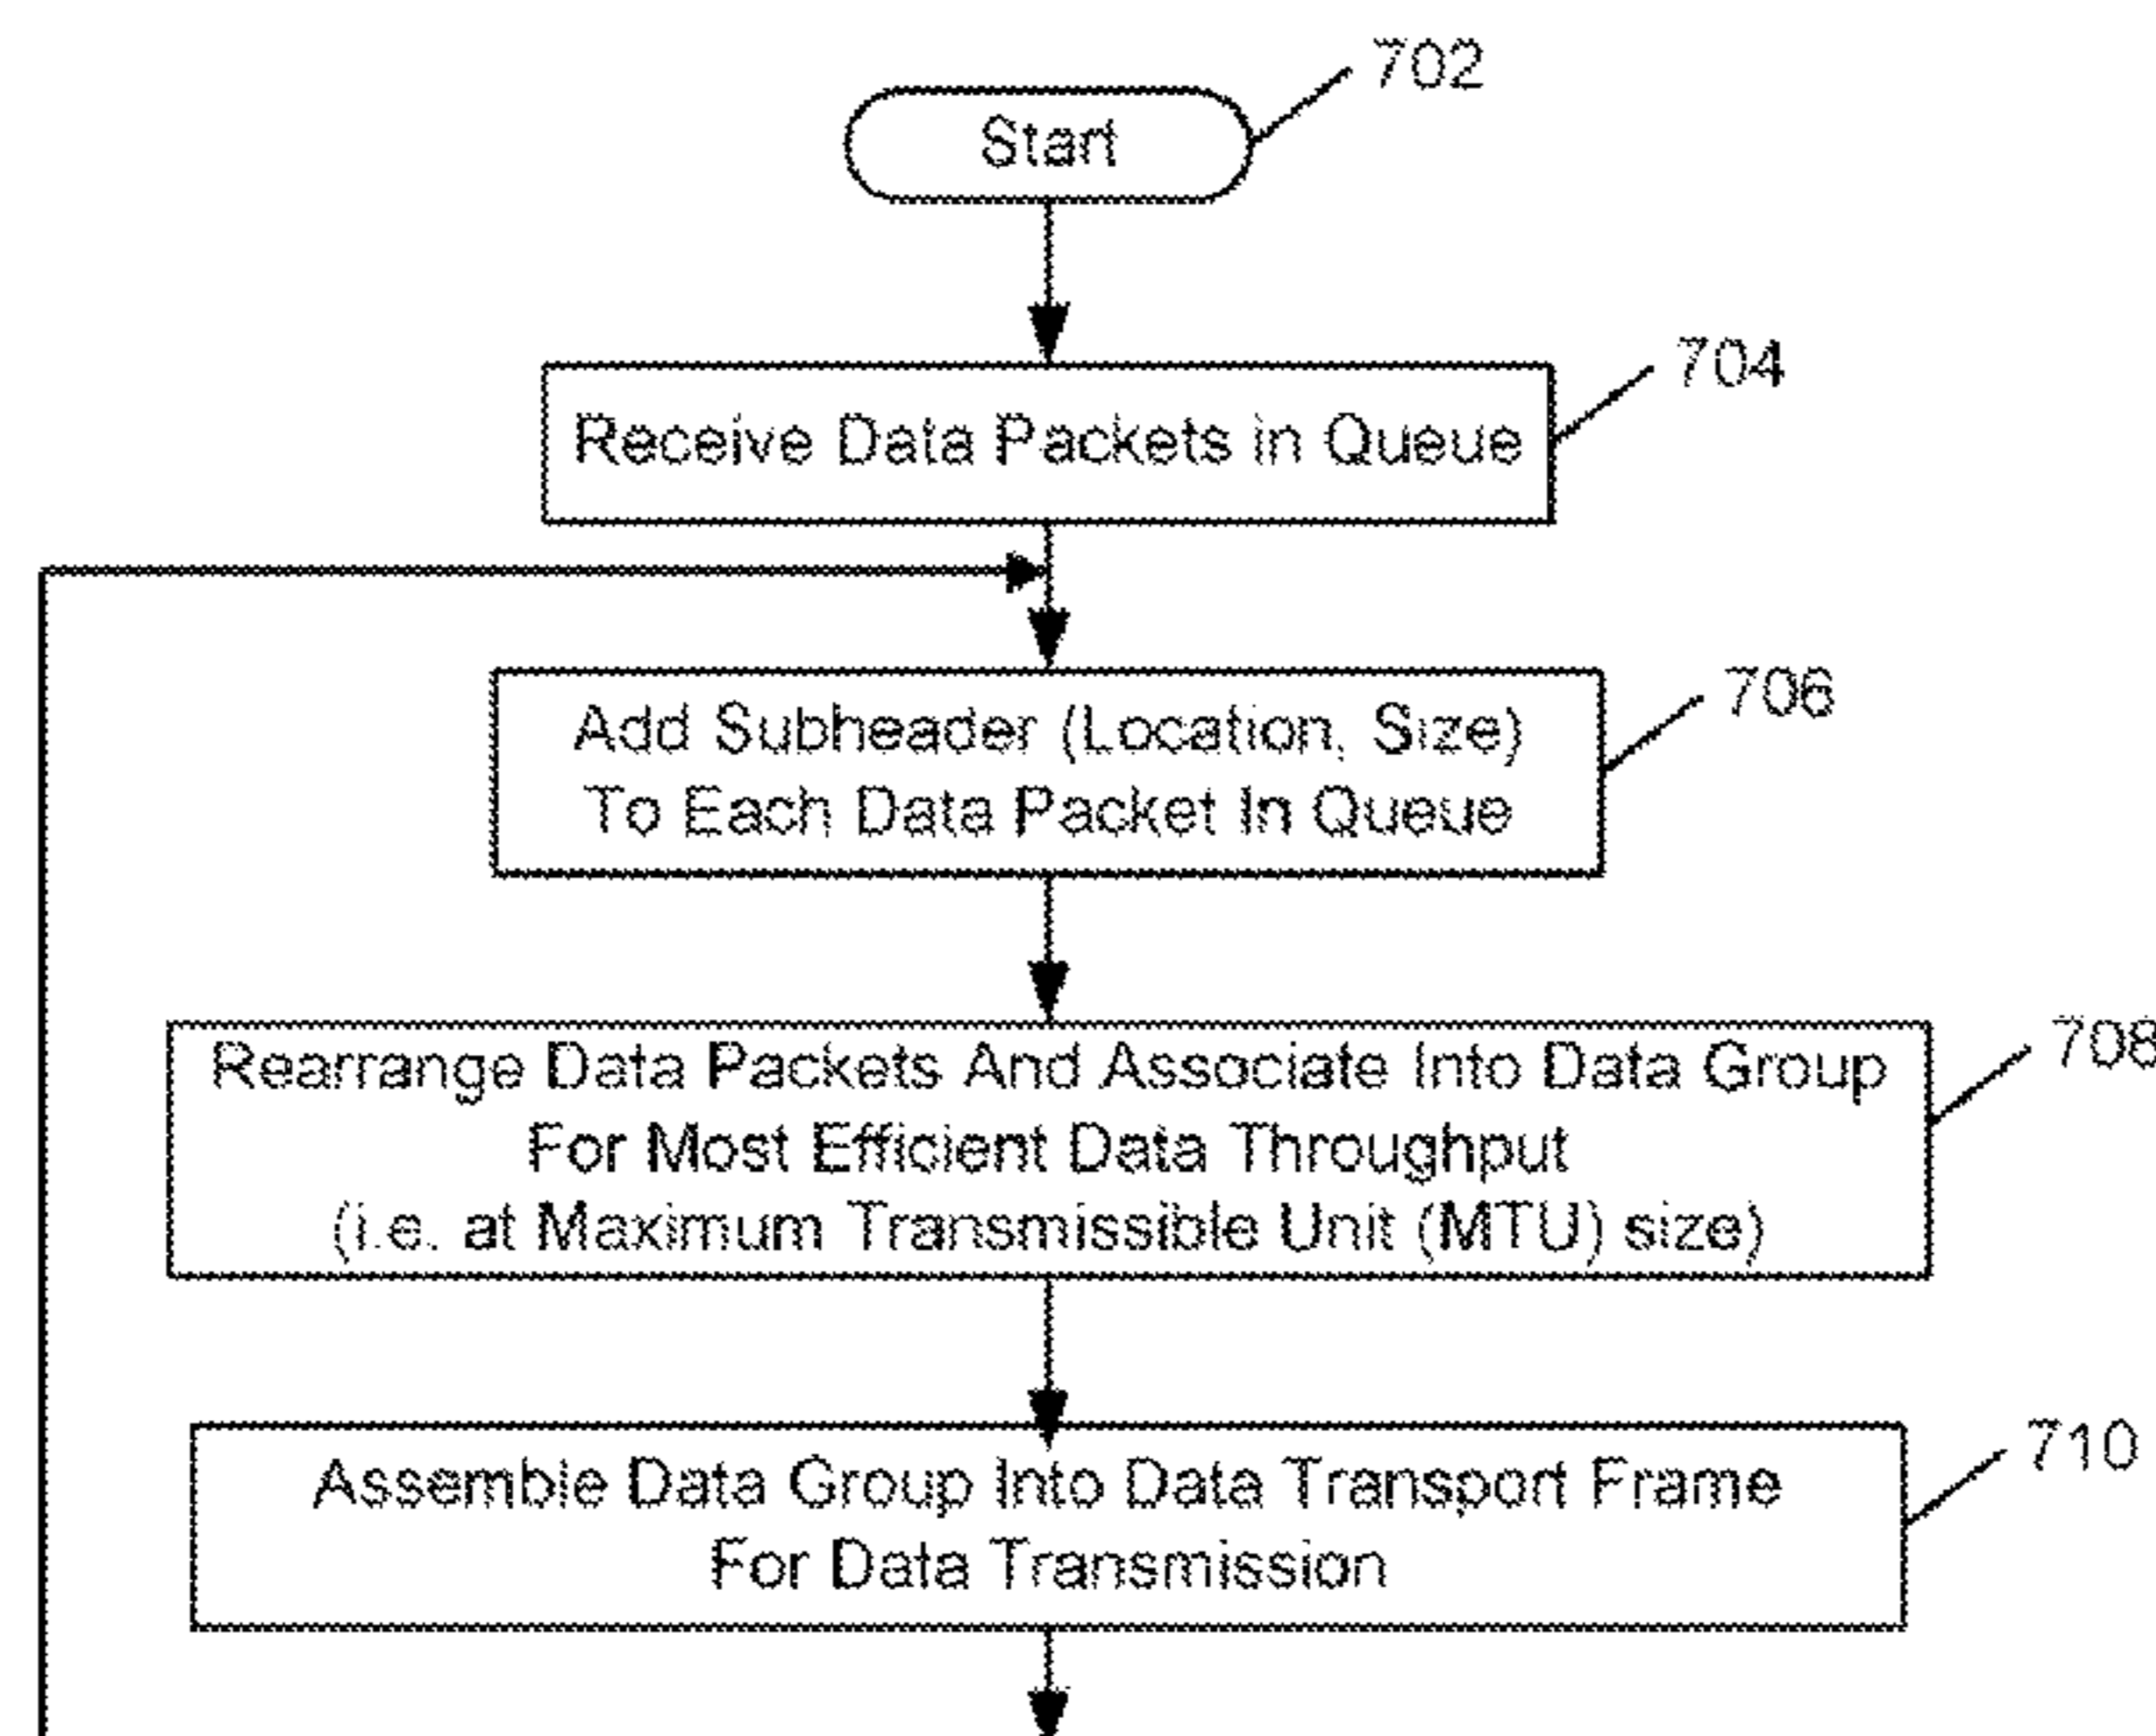 702
Start
704
Receive Data Packets in Queue
706
Add Subheader (Location, Size)
To Each Data Packet In Queue
708
Rearrange Data Packets And Associate Into Data Group
For Most Efficient Data Throughput
(i.e. at Maximum Transmissible Unit (MTU) size)
710
Assemble Data Group Into Data Transport Frame
For Data Transmission